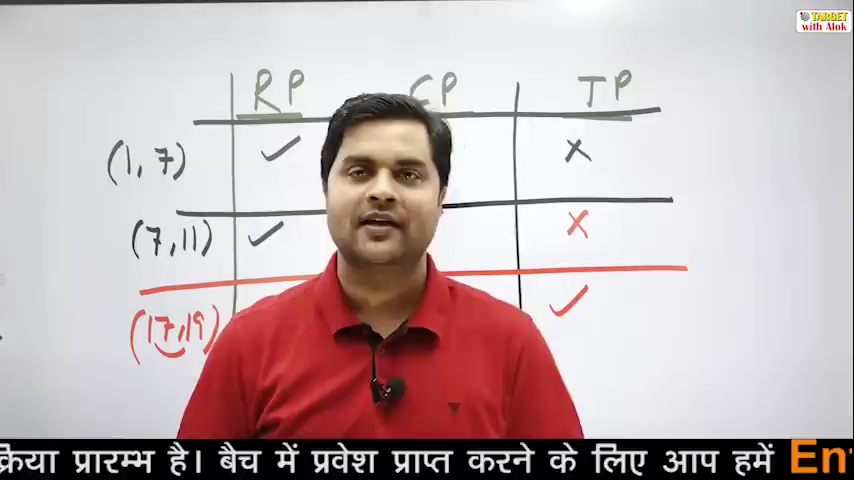 TARGET
with Alok
RP CP TP
(1, 7) ✓ ×
(7, 11) ✓ ×
(17, 19) ✓
क्रिया प्रारम्भ है। बैच में प्रवेश प्राप्त करने के लिए आप हमें En